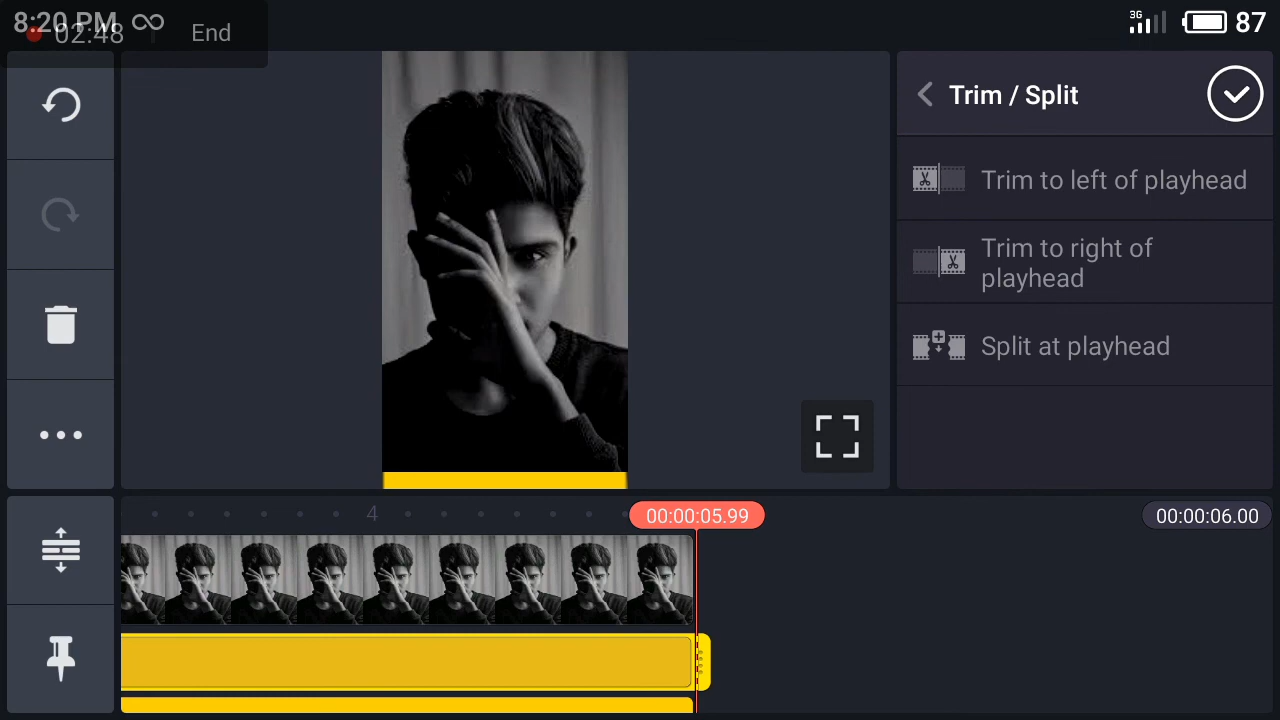 8:20 PM
02:48
End
3G
87
Trim / Split
Trim to left of playhead
Trim to right of
playhead
Split at playhead
4
00:00:05.99
00:00:06.00